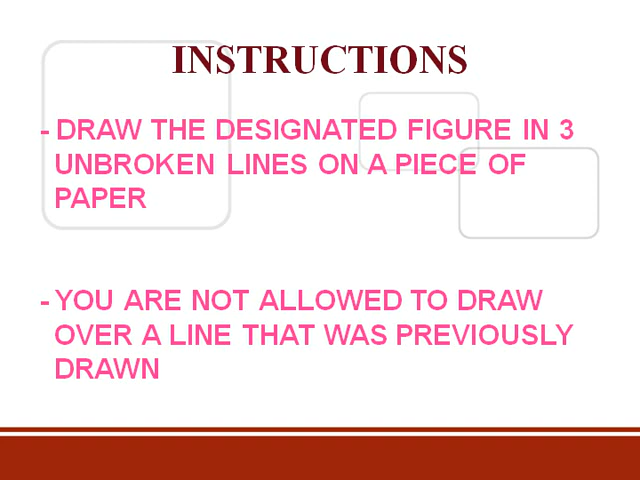 INSTRUCTIONS
- DRAW THE DESIGNATED FIGURE IN 3
UNBROKEN LINES ON A PIECE OF
PAPER
- YOU ARE NOT ALLOWED TO DRAW
OVER A LINE THAT WAS PREVIOUSLY
DRAWN